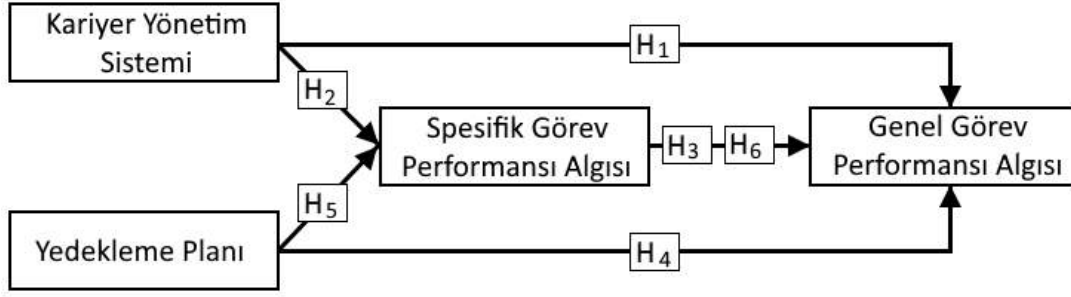 Kariyer Yönetim
Sistemi
H1
H2
Spesifik Görev
Performansı Algısı
H3
H6
Genel Görev
Performansı Algısı
H5
Yedekleme Planı
H4